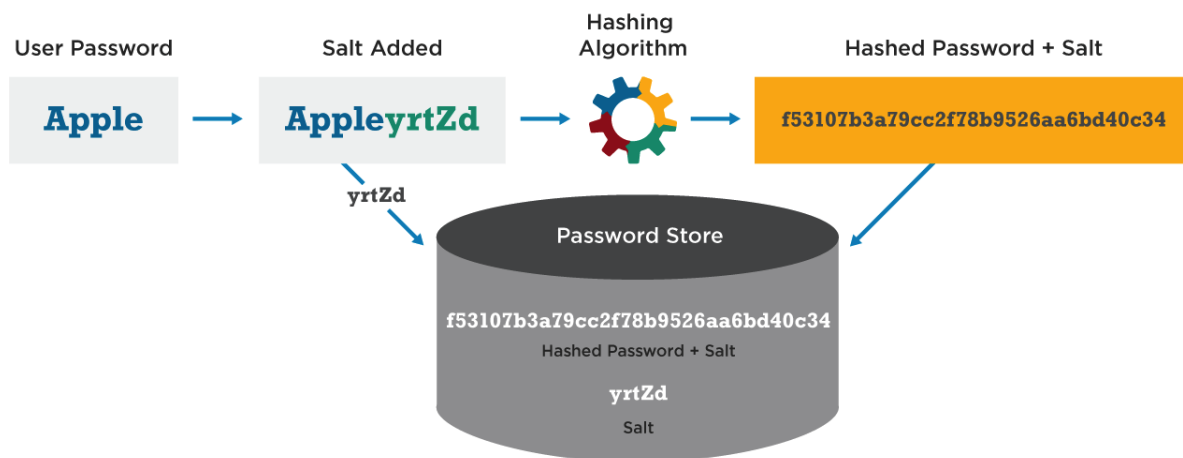 User Password
Salt Added
Hashing
Algorithm
Hashed Password + Salt
Apple
AppleyrtZd
f53107b3a79cc2f78b9526aa6bd40c34
yrtZd
Password Store
f53107b3a79cc2f78b9526aa6bd40c34
Hashed Password + Salt
yrtZd
Salt